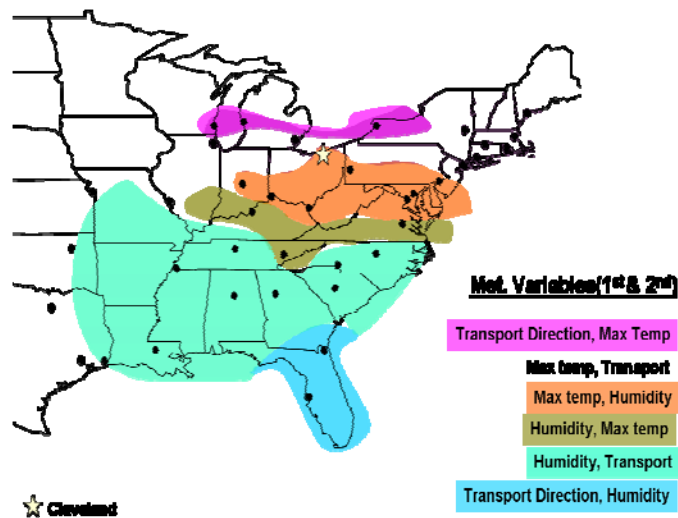 Met. Variables(1st & 2nd)
Transport Direction, Max Temp
Max temp, Transport
Max temp, Humidity
Humidity, Max temp
Humidity, Transport
Transport Direction, Humidity
Cleveland